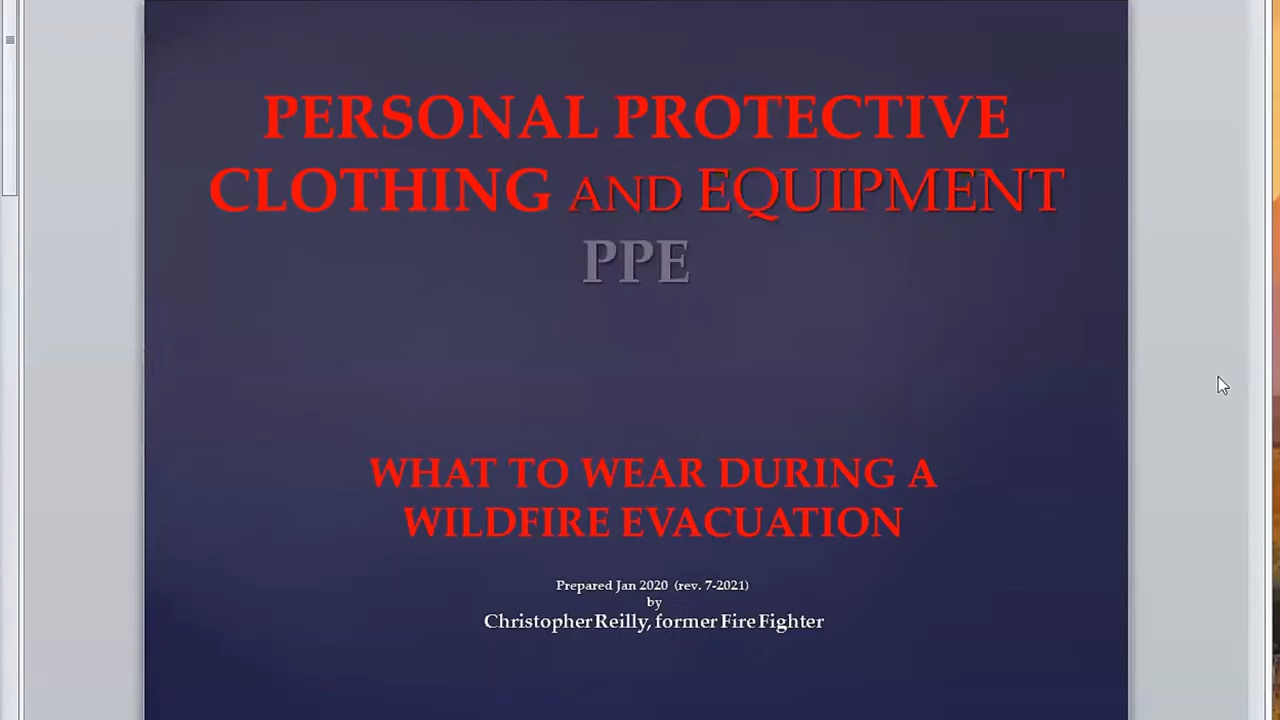 PERSONAL PROTECTIVE
CLOTHING AND EQUIPMENT
PPE
WHAT TO WEAR DURING A
WILDFIRE EVACUATION
Prepared Jan 2020 (rev. 7-2021)
by
Christopher Reilly, former Fire Fighter